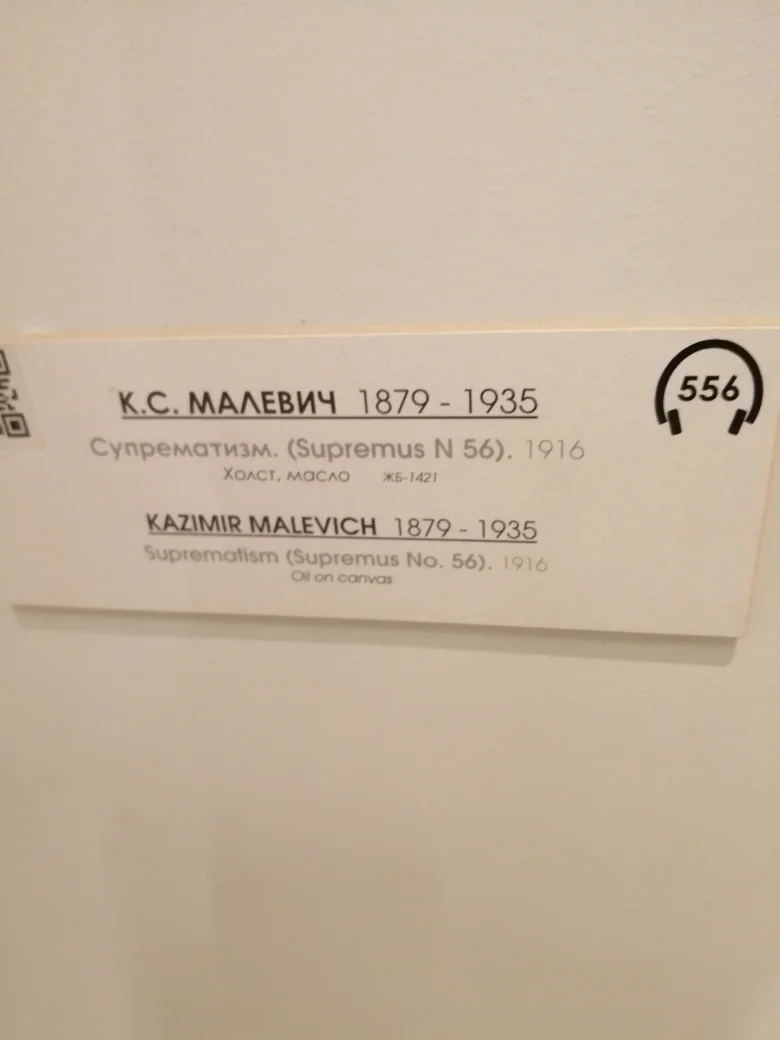 К.С. МАЛЕВИЧ 1879 - 1935
556
Супрематизм. (Supremus N 56). 1916
Холст, масло ЖБ-1421
KAZIMIR MALEVICH 1879 - 1935
Suprematism (Supremus No. 56). 1916
Oil on canvas